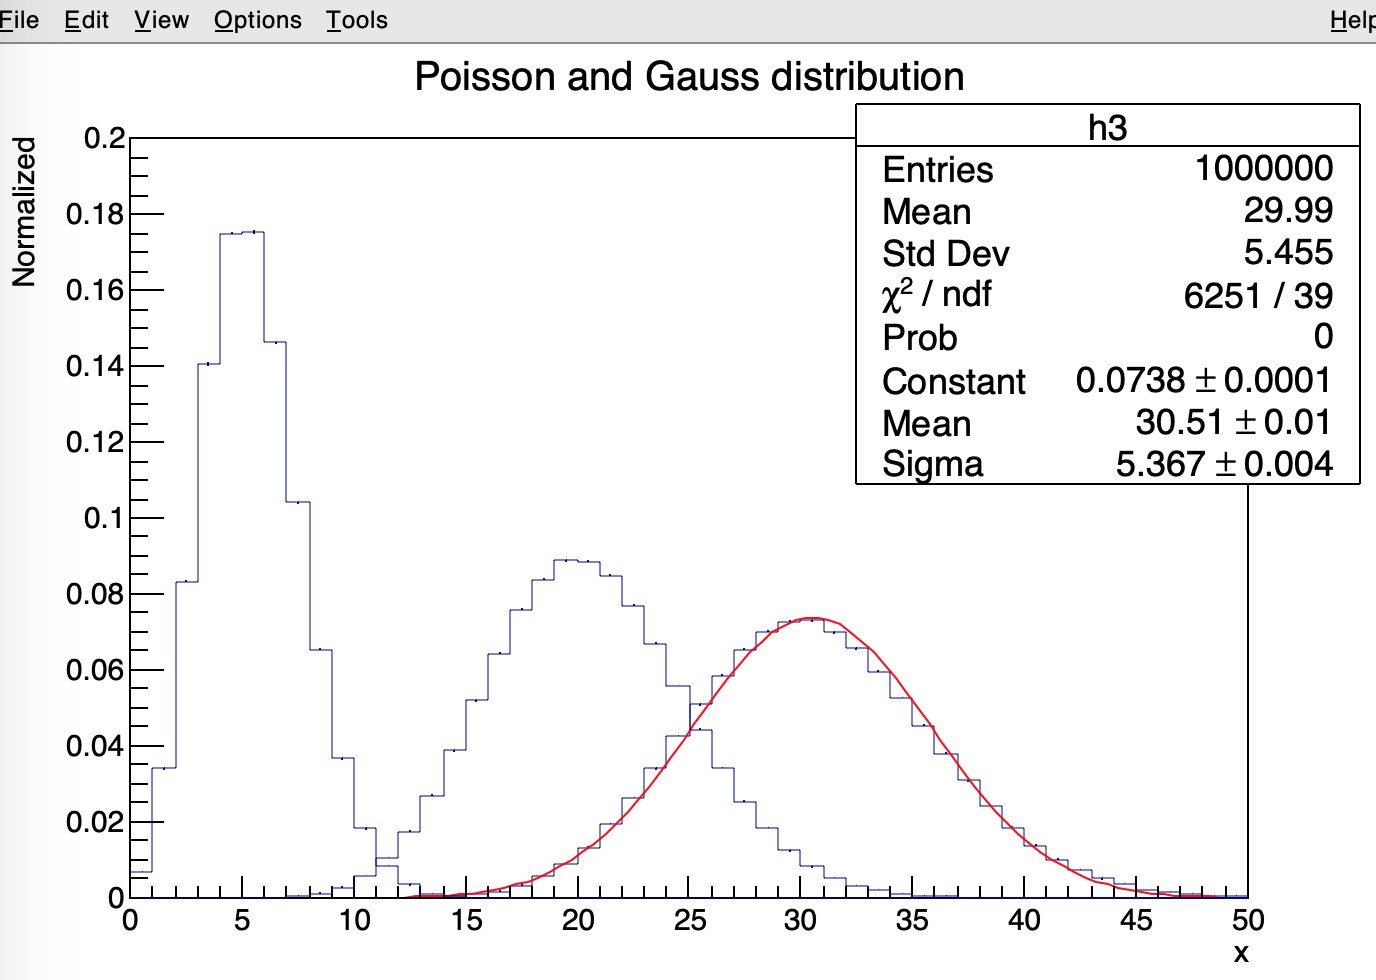 File Edit View Options Tools Help
Poisson and Gauss distribution
Normalized
h3
Entries 1000000
Mean 29.99
Std Dev 5.455
χ² / ndf 6251 / 39
Prob 0
Constant 0.0738 ± 0.0001
Mean 30.51 ± 0.01
Sigma 5.367 ± 0.004
0.2
0.18
0.16
0.14
0.12
0.1
0.08
0.06
0.04
0.02
0
0 5 10 15 20 25 30 35 40 45 50
x